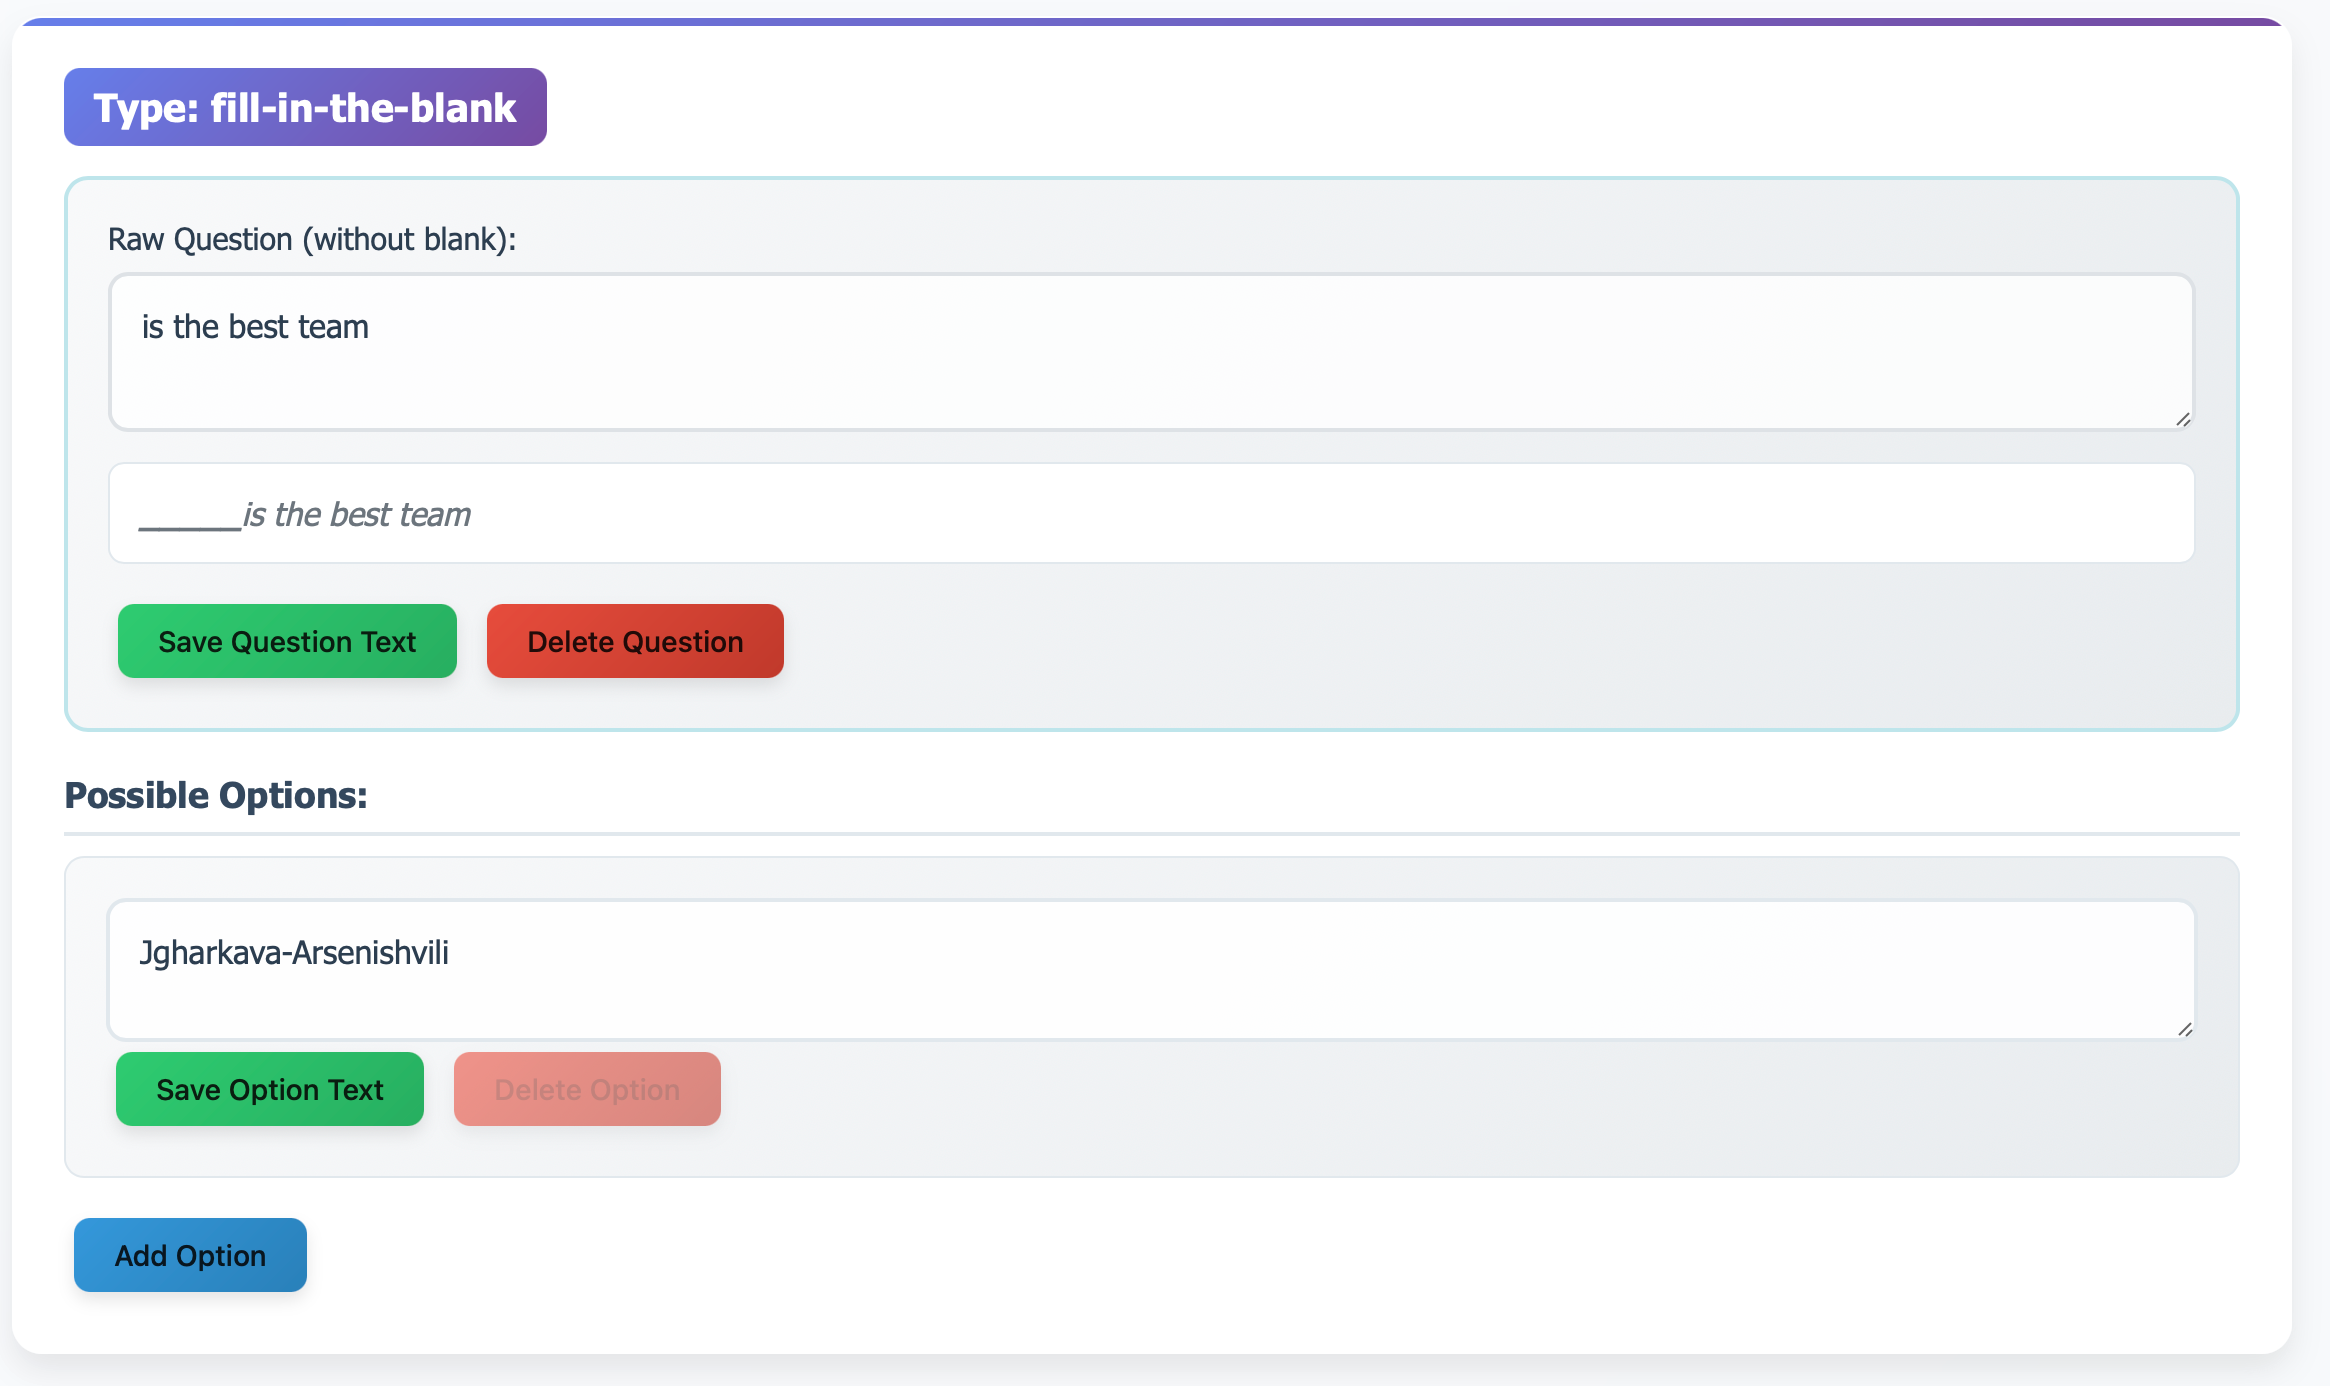 Type: fill-in-the-blank
Raw Question (without blank):
is the best team
______is the best team
Save Question Text
Delete Question
Possible Options:
Jgharkava-Arsenishvili
Save Option Text
Delete Option
Add Option